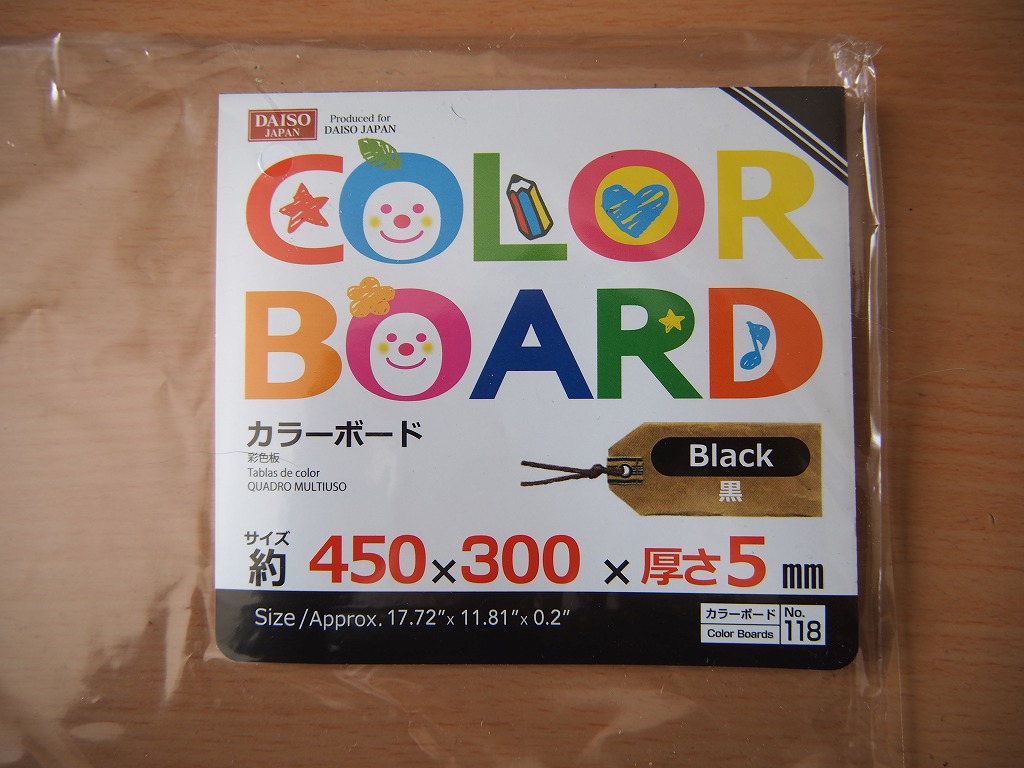 DAISO
JAPAN
Produced for
DAISO JAPAN
COLOR
BOARD
カラーボード
彩色板
Tablas de color
QUADRO MULTIUSO
Black
黒
サイズ
約 450×300 × 厚さ5 mm
Size/Approx. 17.72”x 11.81”x 0.2”
カラーボード
Color Boards
No.
118